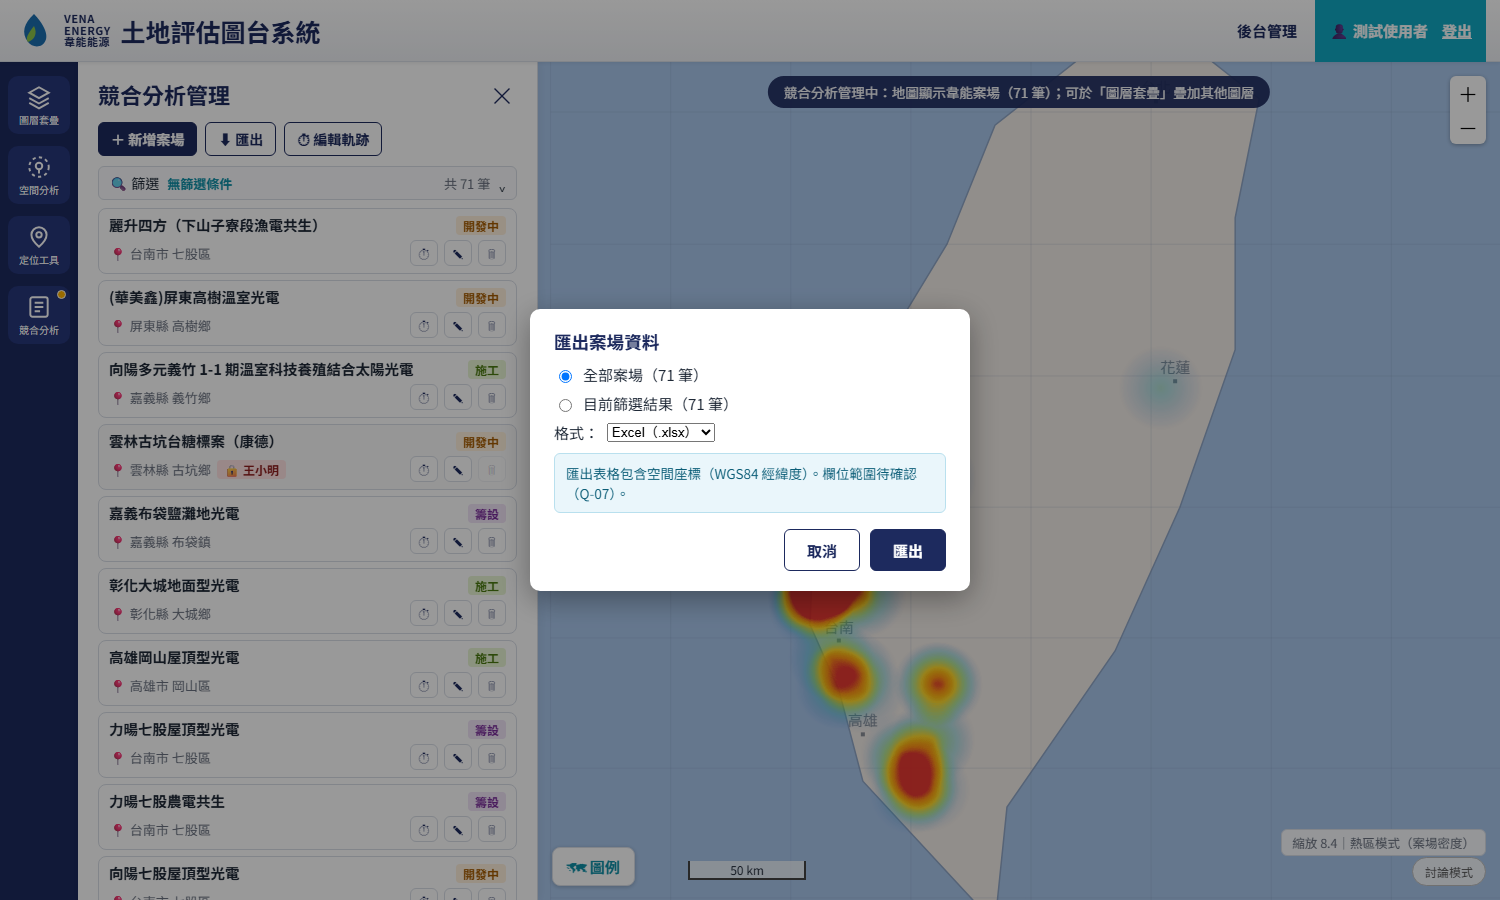 VENA
ENERGY
韋能能源
土地評估圖台系統
後台管理
測試使用者
登出
圖層套疊
空間分析
定位工具
競合分析
競合分析管理
＋ 新增案場
匯出
編輯軌跡
篩選 無篩選條件
共 71 筆
麗升四方（下山子寮段漁電共生）
開發中
台南市 七股區
(華美鑫)屏東高樹溫室光電
開發中
屏東縣 高樹鄉
向陽多元義竹 1-1 期溫室科技養殖結合太陽光電
施工
嘉義縣 義竹鄉
雲林古坑台糖標案（康德）
開發中
雲林縣 古坑鄉
王小明
嘉義布袋鹽灘地光電
籌設
嘉義縣 布袋鎮
彰化大城地面型光電
施工
彰化縣 大城鄉
高雄岡山屋頂型光電
施工
高雄市 岡山區
力暘七股屋頂型光電
籌設
台南市 七股區
力暘七股農電共生
籌設
台南市 七股區
向陽七股屋頂型光電
開發中
台南市 七股區
競合分析管理中：地圖顯示韋能案場（71 筆）；可於「圖層套疊」疊加其他圖層
花蓮
台南
高雄
匯出案場資料
全部案場（71 筆）
目前篩選結果（71 筆）
格式：
Excel（.xlsx）
匯出表格包含空間座標（WGS84 經緯度）。欄位範圍待確認
（Q-07）。
取消
匯出
圖例
50 km
縮放 8.4｜熱區模式（案場密度）
討論模式